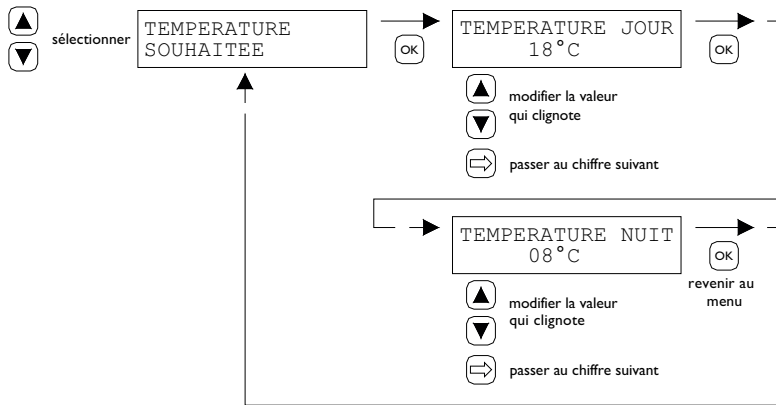 sélectionner
TEMPERATURE
SOUHAITEE
OK
TEMPERATURE JOUR
18°C
OK
modifier la valeur
qui clignote
passer au chiffre suivant
TEMPERATURE NUIT
08°C
OK
revenir au
menu
modifier la valeur
qui clignote
passer au chiffre suivant